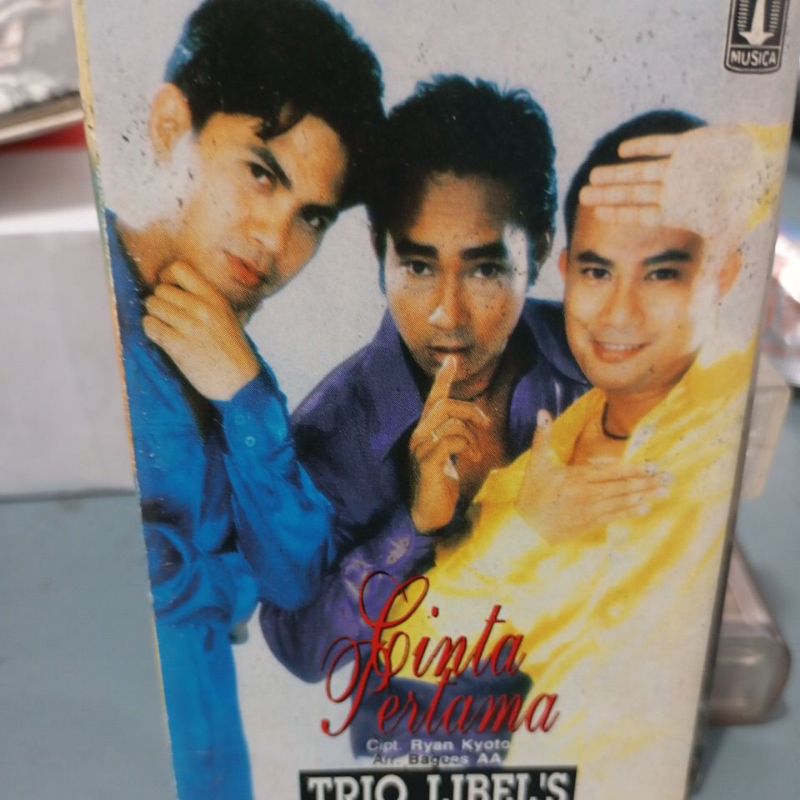 MUSICA
Cinta
Pertama
Cipt. Ryan Kyoto
Arr. Bagoes AA
TRIO LIBEL'S